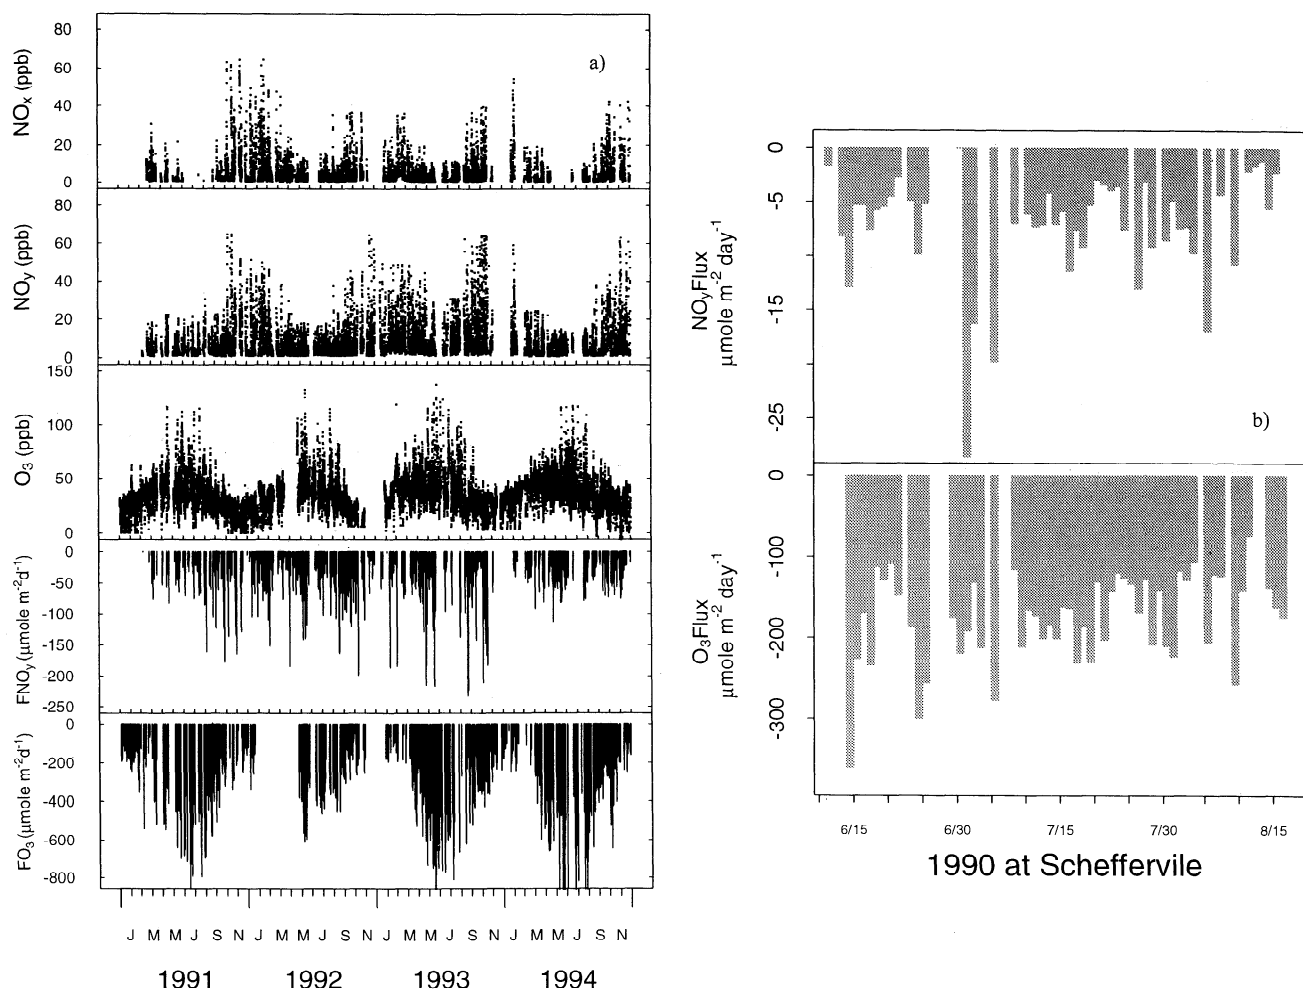 a)
NOx (ppb)
80
60
40
20
0
NOy (ppb)
80
60
40
20
0
O3 (ppb)
150
100
50
0
FNOy (μmole m-2d-1)
0
-50
-100
-150
-200
-250
FO3 (μmole m-2d-1)
0
-200
-400
-600
-800
J M M J S N J M J S N J M M J S N J M M J S N
1991 1992 1993 1994
b)
NOyFlux
μmole m-2 day-1
0
-5
-15
-25
O3Flux
μmole m-2 day-1
0
-100
-200
-300
6/15 6/30 7/15 7/30 8/15
1990 at Scheffervile